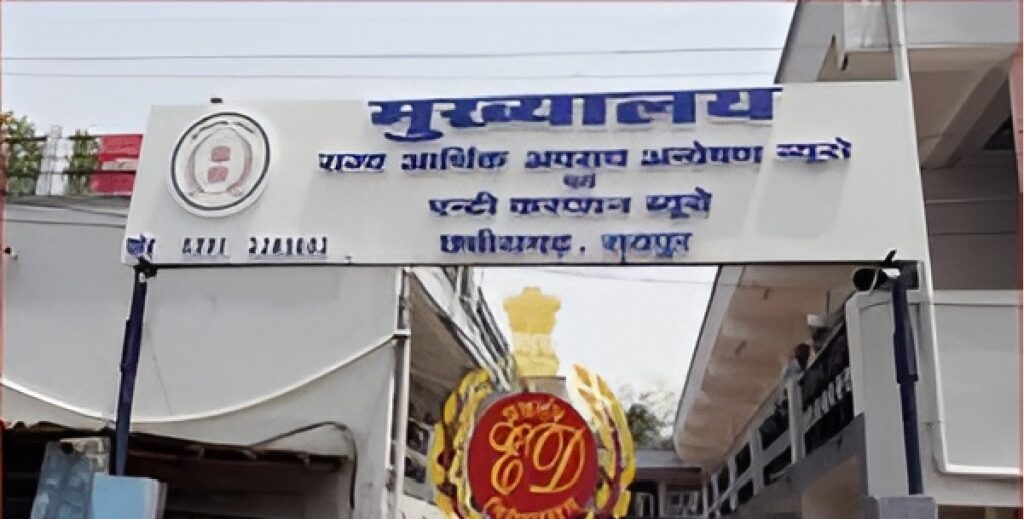 मुख्यालय
राज्य आर्थिक अपराध अन्वेषण ब्यूरो
एवं
एन्टी करप्शन ब्यूरो
छत्तीसगढ़, रायपुर
ED